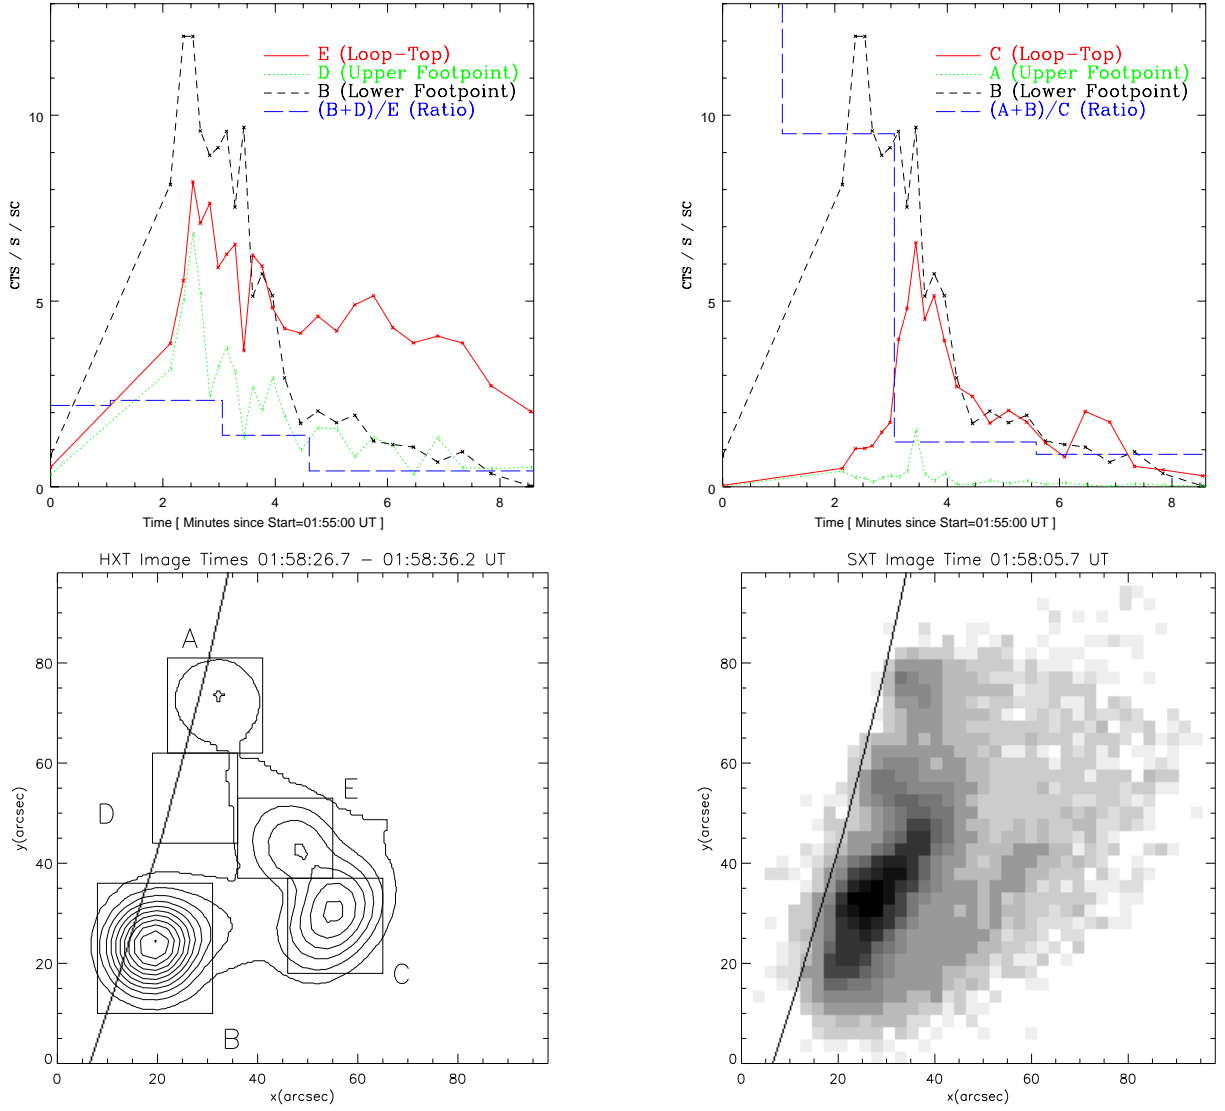 E (Loop-Top)
D (Upper Footpoint)
B (Lower Footpoint)
(B+D)/E (Ratio)
10
5
0
CTS / s / SC
0 2 4 6 8
Time [ Minutes since Start=01:55:00 UT ]
C (Loop-Top)
A (Upper Footpoint)
B (Lower Footpoint)
(A+B)/C (Ratio)
10
5
0
CTS / s / SC
0 2 4 6 8
Time [ Minutes since Start=01:55:00 UT ]
HXT Image Times 01:58:26.7 - 01:58:36.2 UT
A
E
D
C
B
80
60
40
20
0
y(arcsec)
0 20 40 60 80
x(arcsec)
SXT Image Time 01:58:05.7 UT
80
60
40
20
0
y(arcsec)
0 20 40 60 80
x(arcsec)